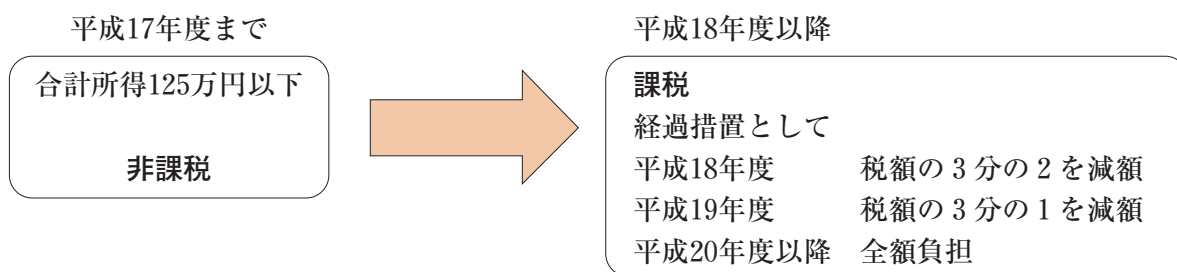 平成17年度まで
合計所得125万円以下
非課税
平成18年度以降
課税
経過措置として
平成18年度　税額の3分の2を減額
平成19年度　税額の3分の1を減額
平成20年度以降　全額負担